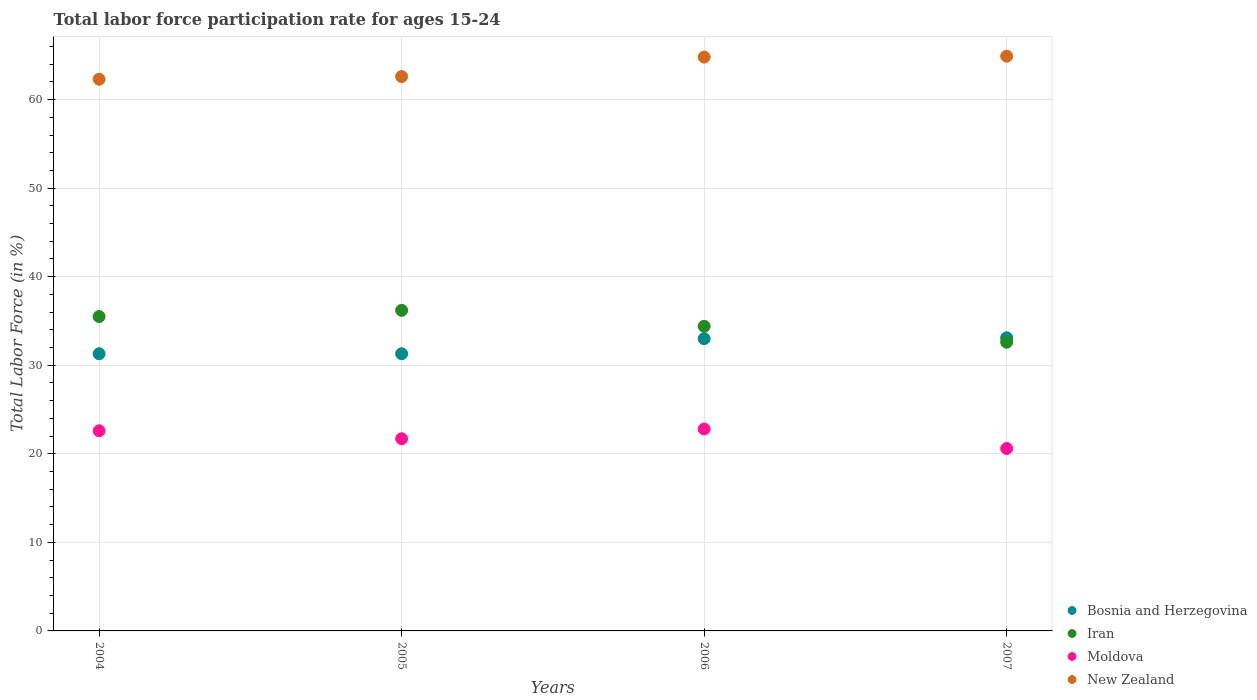 Total labor force participation rate for ages 15-24
Total Labor Force (in %)
60
50
40
30
20
10
0
2004
2005
2006
2007
Years
Bosnia and Herzegovina
Iran
Moldova
New Zealand